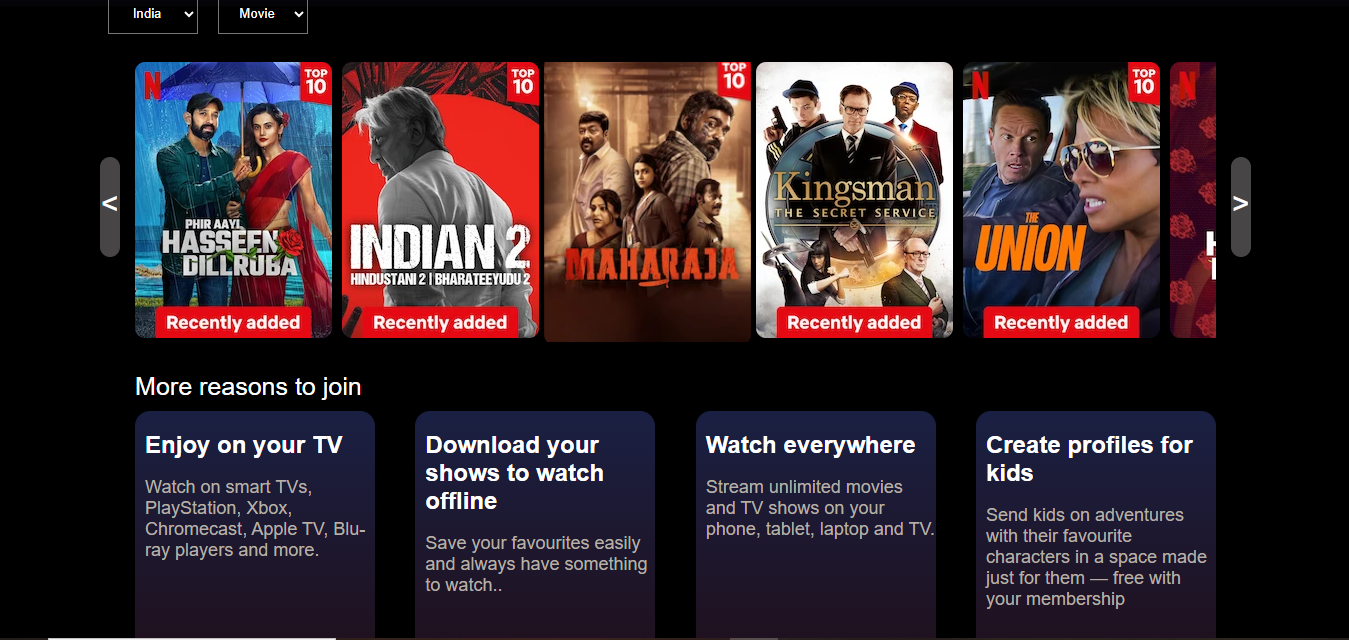 India
Movie
N
TOP
10
PHIR AAYI
HASSEEN
DILLRUBA
Recently added
TOP
10
INDIAN 2
HINDUSTANI 2 | BHARATEEYUDU 2
Recently added
TOP
10
MAHARAJA
Kingsman
THE SECRET SERVICE
Recently added
N
TOP
10
THE
UNION
Recently added
N
<
>
More reasons to join
Enjoy on your TV
Watch on smart TVs,
PlayStation, Xbox,
Chromecast, Apple TV, Blu-
ray players and more.
Download your
shows to watch
offline
Save your favourites easily
and always have something
to watch..
Watch everywhere
Stream unlimited movies
and TV shows on your
phone, tablet, laptop and TV.
Create profiles for
kids
Send kids on adventures
with their favourite
characters in a space made
just for them — free with
your membership